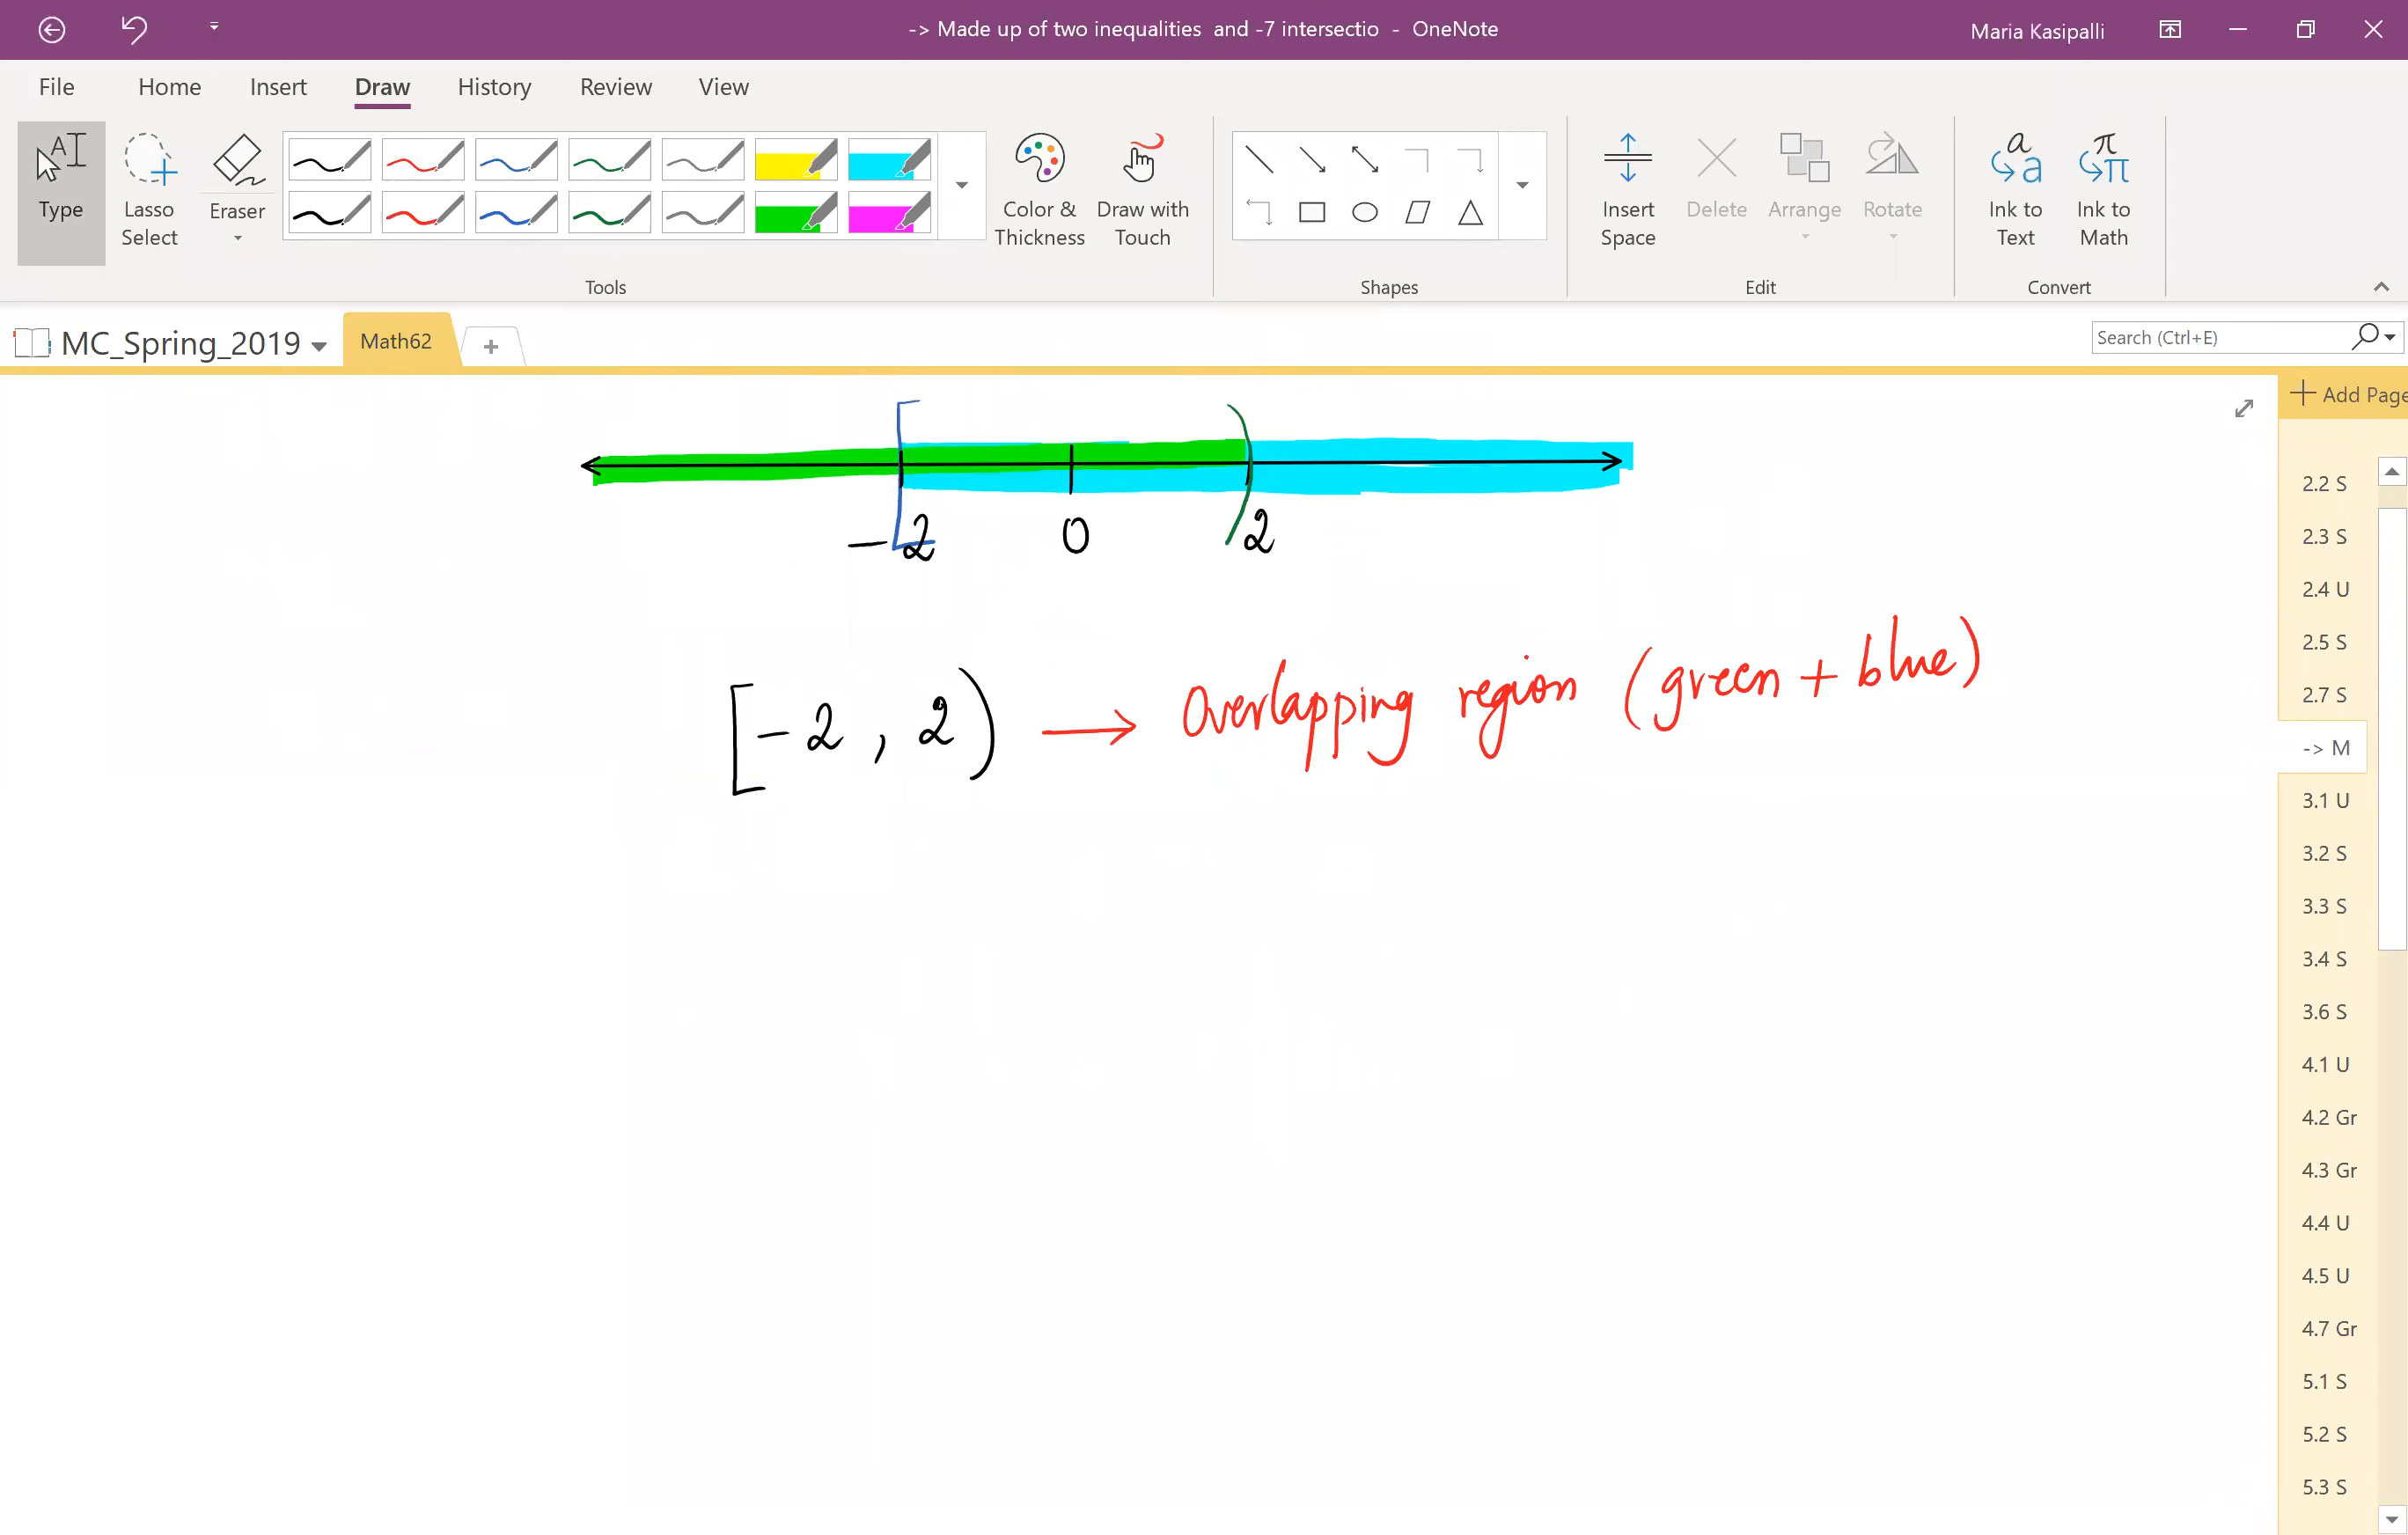 -> Made up of two inequalities and -7 intersectio - OneNote
Maria Kasipalli
File Home Insert Draw History Review View
Type
Lasso Select
Eraser
Color & Thickness
Draw with Touch
Insert Space
Delete
Arrange
Rotate
a a
Ink to Text
π π
Ink to Math
Tools
Shapes
Edit
Convert
MC_Spring_2019
Math62
Search (Ctrl+E)
Add Page
-2 0 2
[-2, 2) → Overlapping region (green + blue)
2.2 S
2.3 S
2.4 U
2.5 S
2.7 S
-> M
3.1 U
3.2 S
3.3 S
3.4 S
3.6 S
4.1 U
4.2 Gr
4.3 Gr
4.4 U
4.5 U
4.7 Gr
5.1 S
5.2 S
5.3 S